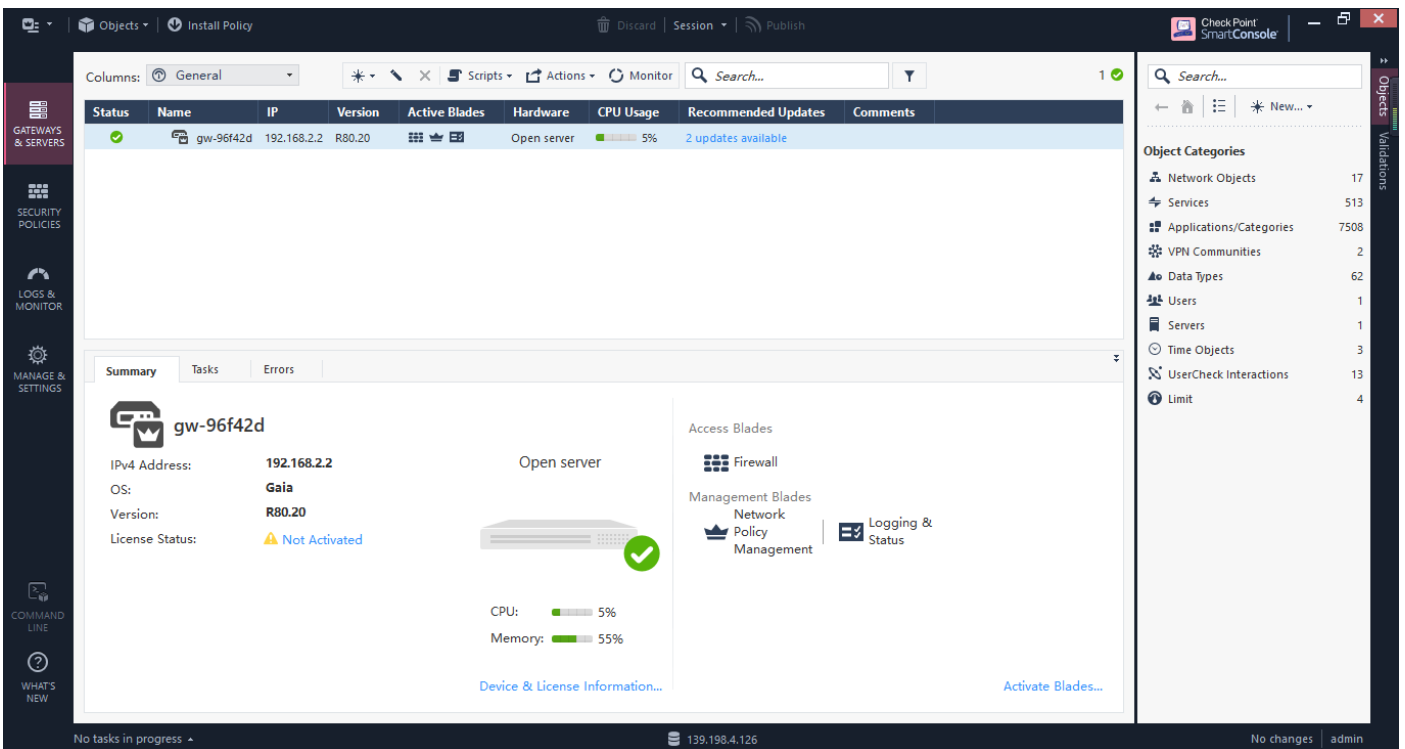 Objects
Install Policy
Discard
Session
Publish
Check Point
SmartConsole
GATEWAYS
& SERVERS
SECURITY
POLICIES
LOGS &
MONITOR
MANAGE &
SETTINGS
COMMAND
LINE
WHAT'S
NEW
Columns: General
Scripts
Actions
Monitor
Search...
1
Status Name IP Version Active Blades Hardware CPU Usage Recommended Updates Comments
gw-96f42d 192.168.2.2 R80.20 Open server 5% 2 updates available
Summary Tasks Errors
gw-96f42d
IPv4 Address: 192.168.2.2
OS: Gaia
Version: R80.20
License Status: Not Activated
Open server
CPU: 5%
Memory: 55%
Device & License Information...
Access Blades
Firewall
Management Blades
Network
Policy
Management
Logging &
Status
Activate Blades...
Search...
New...
Object Categories
Network Objects 17
Services 513
Applications/Categories 7508
VPN Communities 2
Data Types 62
Users 1
Servers 1
Time Objects 3
UserCheck Interactions 13
Limit 4
Objects
Validations
No tasks in progress
139.198.4.126
No changes
admin